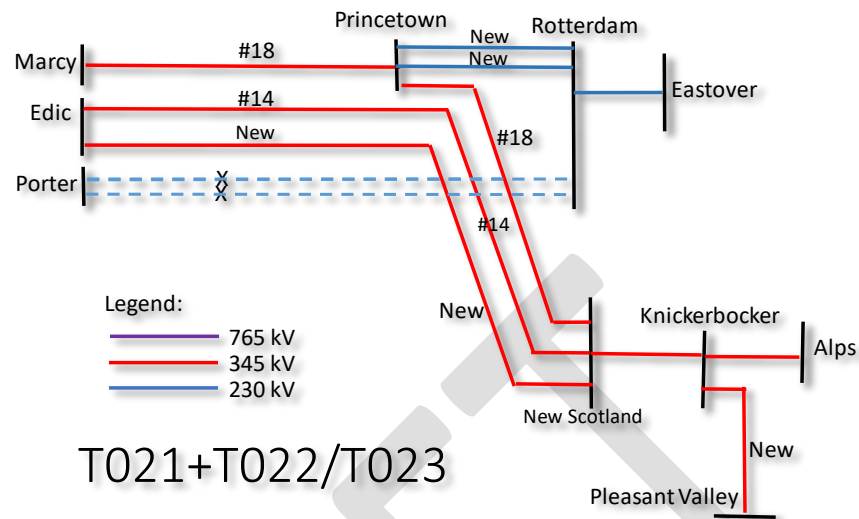 Princetown
Rotterdam
New
#18
New
Marcy
Eastover
#14
Edic
New
#18
X
Porter
X
#14
Legend:
New
Knickerbocker
765 kV
Alps
345 kV
230 kV
New Scotland
New
T021+T022/T023
Pleasant Valley